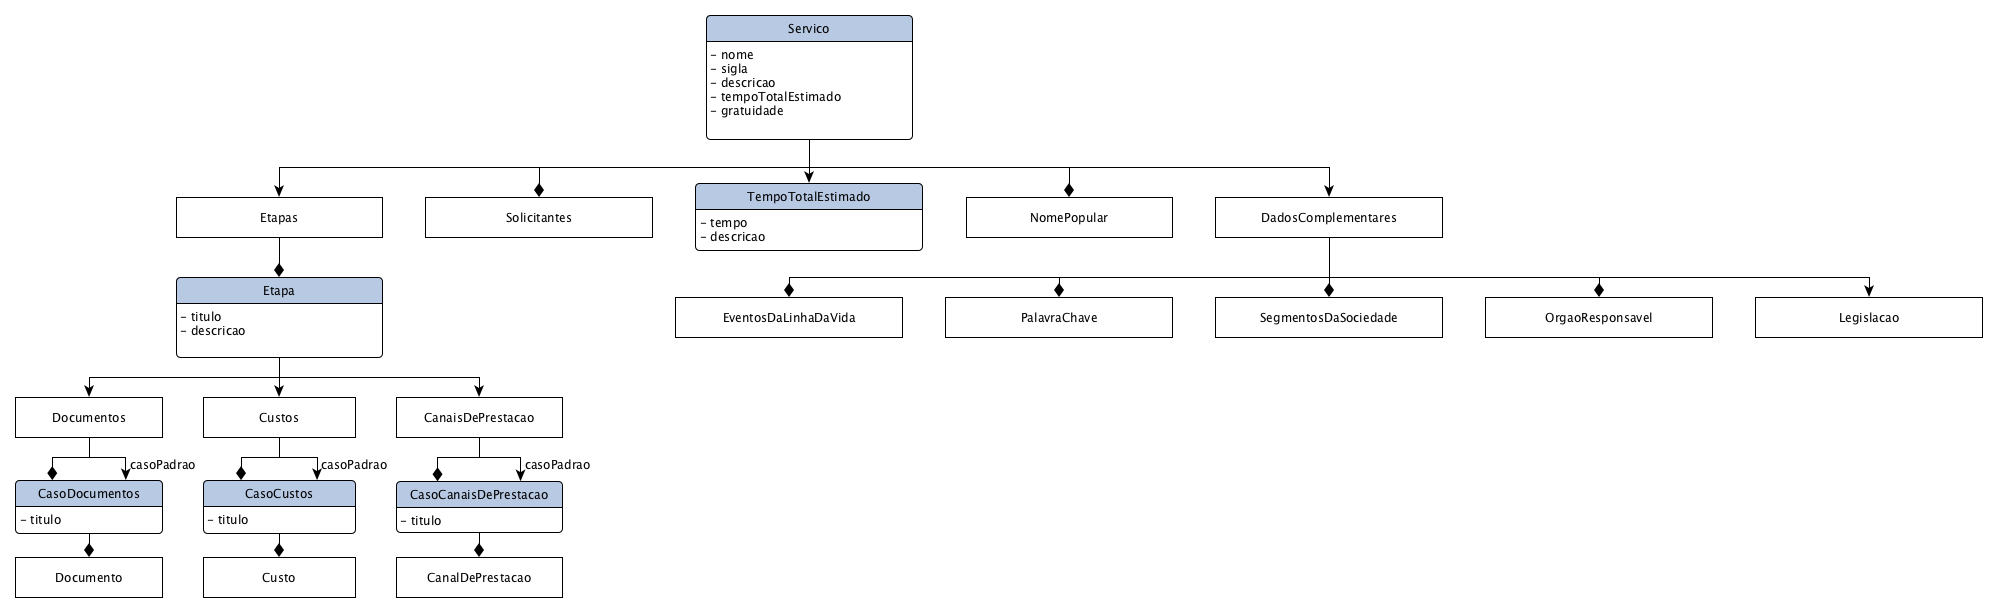 Servico
– nome
– sigla
– descricao
– tempoTotalEstimado
– gratuidade
Etapas
Solicitantes
TempoTotalEstimado
– tempo
– descricao
NomePopular
DadosComplementares
Etapa
– titulo
– descricao
EventosDaLinhaDaVida
PalavraChave
SegmentosDaSociedade
OrgaoResponsavel
Legislacao
Documentos
Custos
CanaisDePrestacao
casoPadrao
casoPadrao
casoPadrao
CasoDocumentos
– titulo
CasoCustos
– titulo
CasoCanaisDePrestacao
– titulo
Documento
Custo
CanalDePrestacao